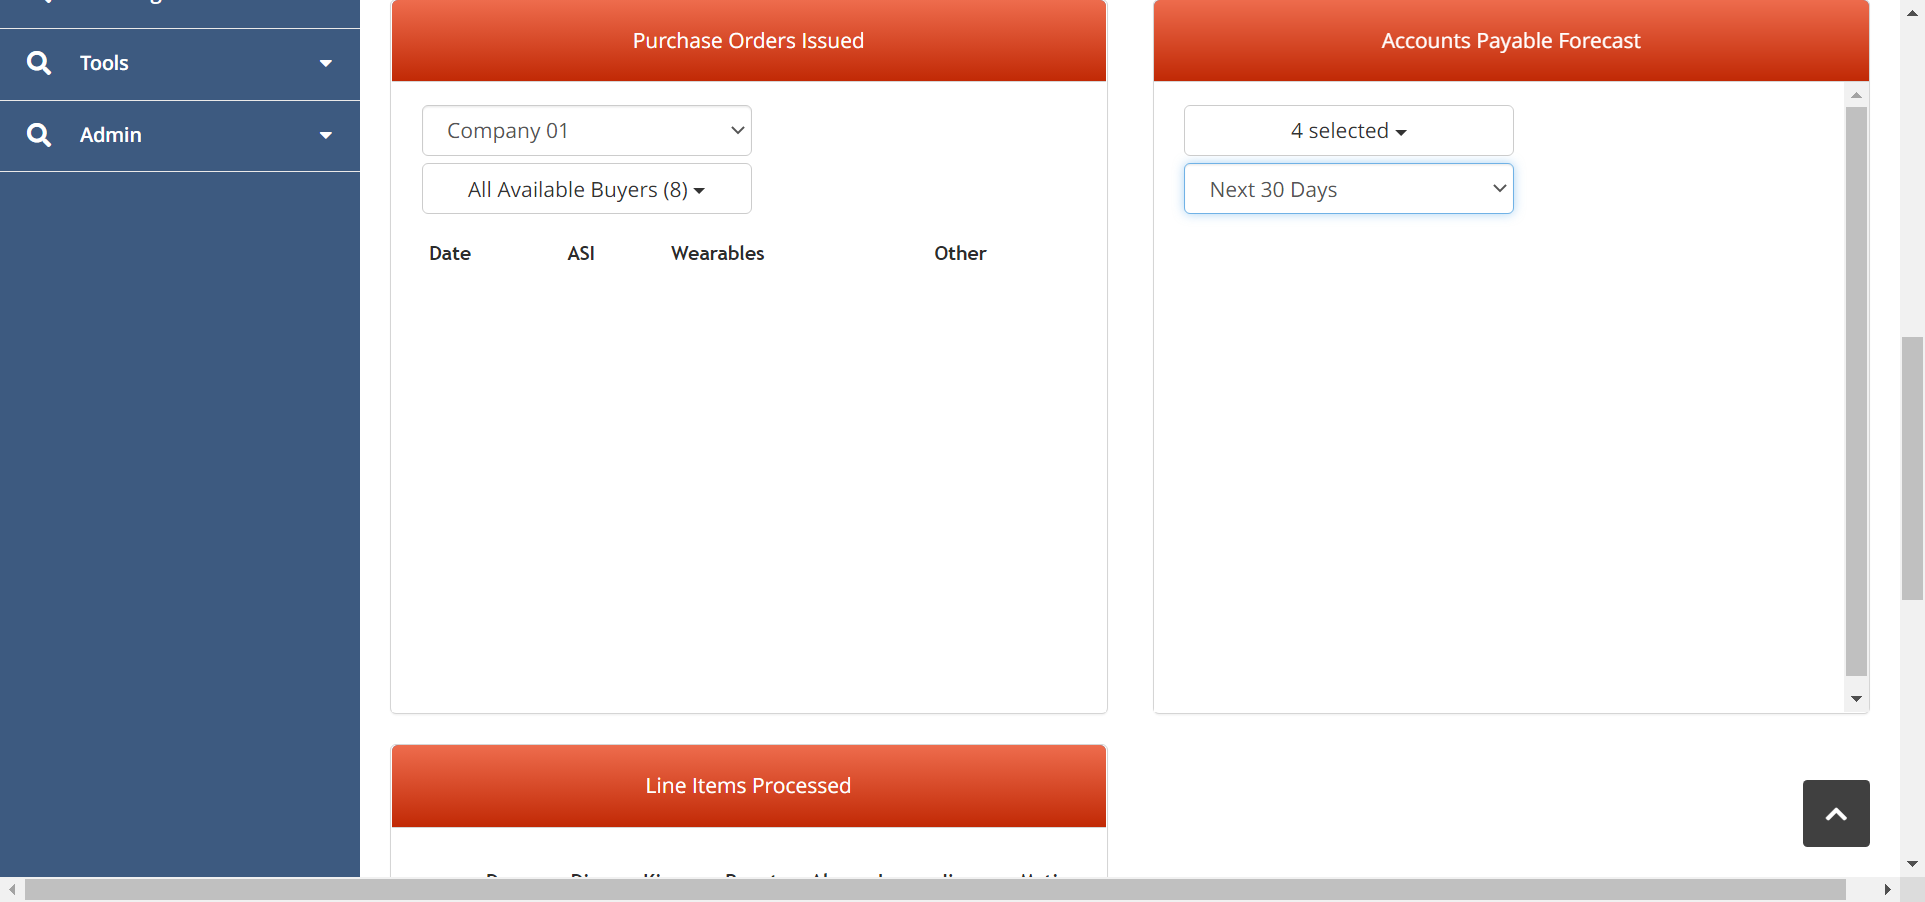 Tools
Admin
Purchase Orders Issued
Company 01
All Available Buyers (8)
Date ASI Wearables Other
Accounts Payable Forecast
4 selected
Next 30 Days
Line Items Processed